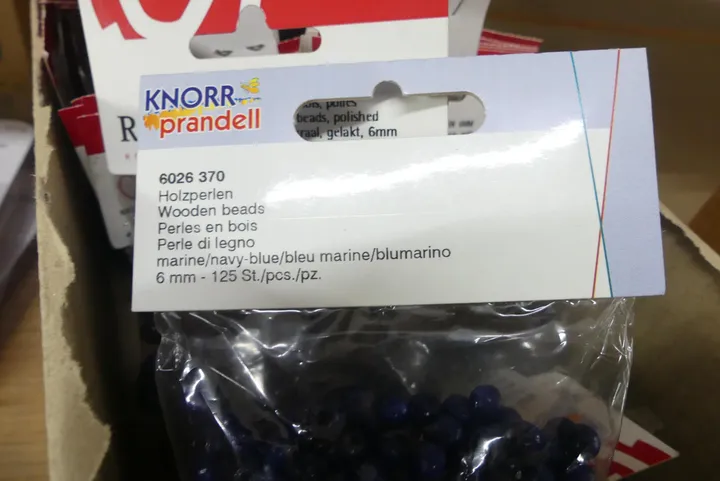 KNORR
prandell
beads, polished
gelakt, 6mm
R
6026 370
Holzperlen
Wooden beads
Perles en bois
Perle di legno
marine/navy-blue/bleu marine/blumarino
6 mm - 125 St./pcs./pz.